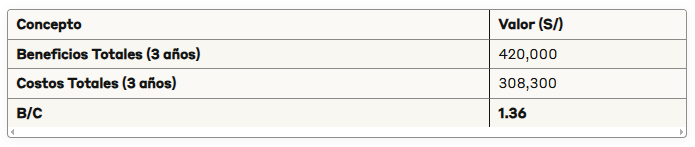 Concepto Valor (S/)
Beneficios Totales (3 años) 420,000
Costos Totales (3 años) 308,300
B/C 1.36